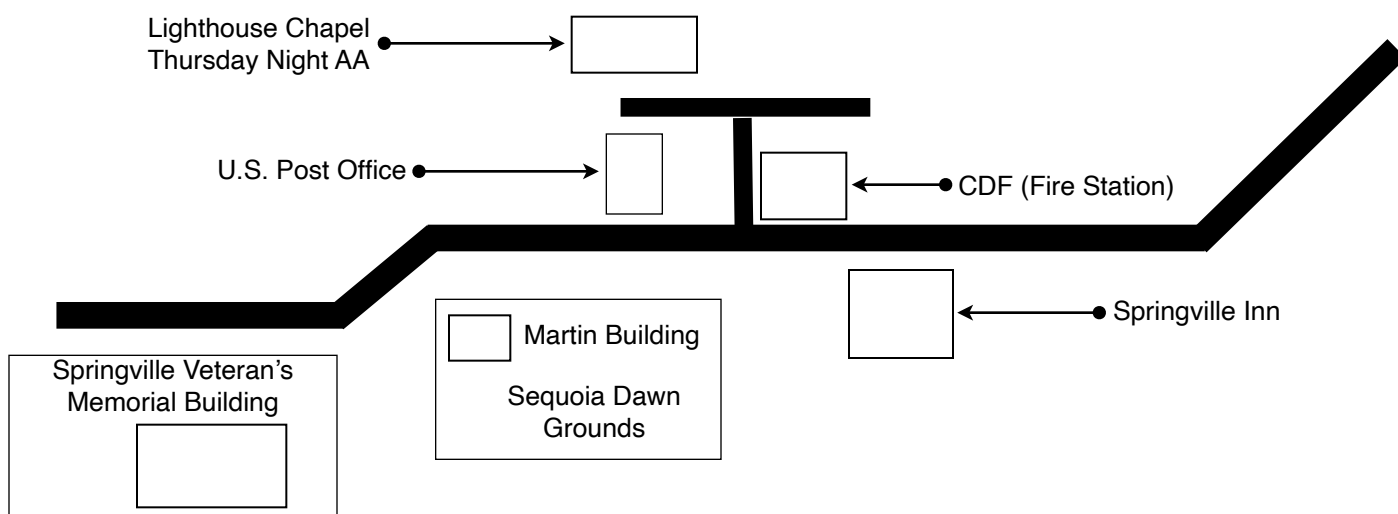 Lighthouse Chapel
Thursday Night AA
U.S. Post Office
CDF (Fire Station)
Springville Inn
Martin Building
Sequoia Dawn
Grounds
Springville Veteran’s
Memorial Building